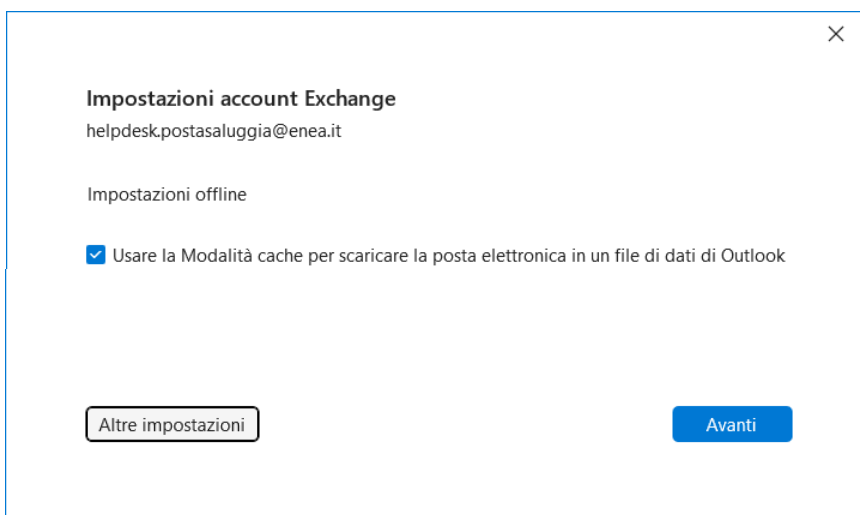 Impostazioni account Exchange
helpdesk.postasaluggia@enea.it
Impostazioni offline
Usare la Modalità cache per scaricare la posta elettronica in un file di dati di Outlook
Altre impostazioni
Avanti